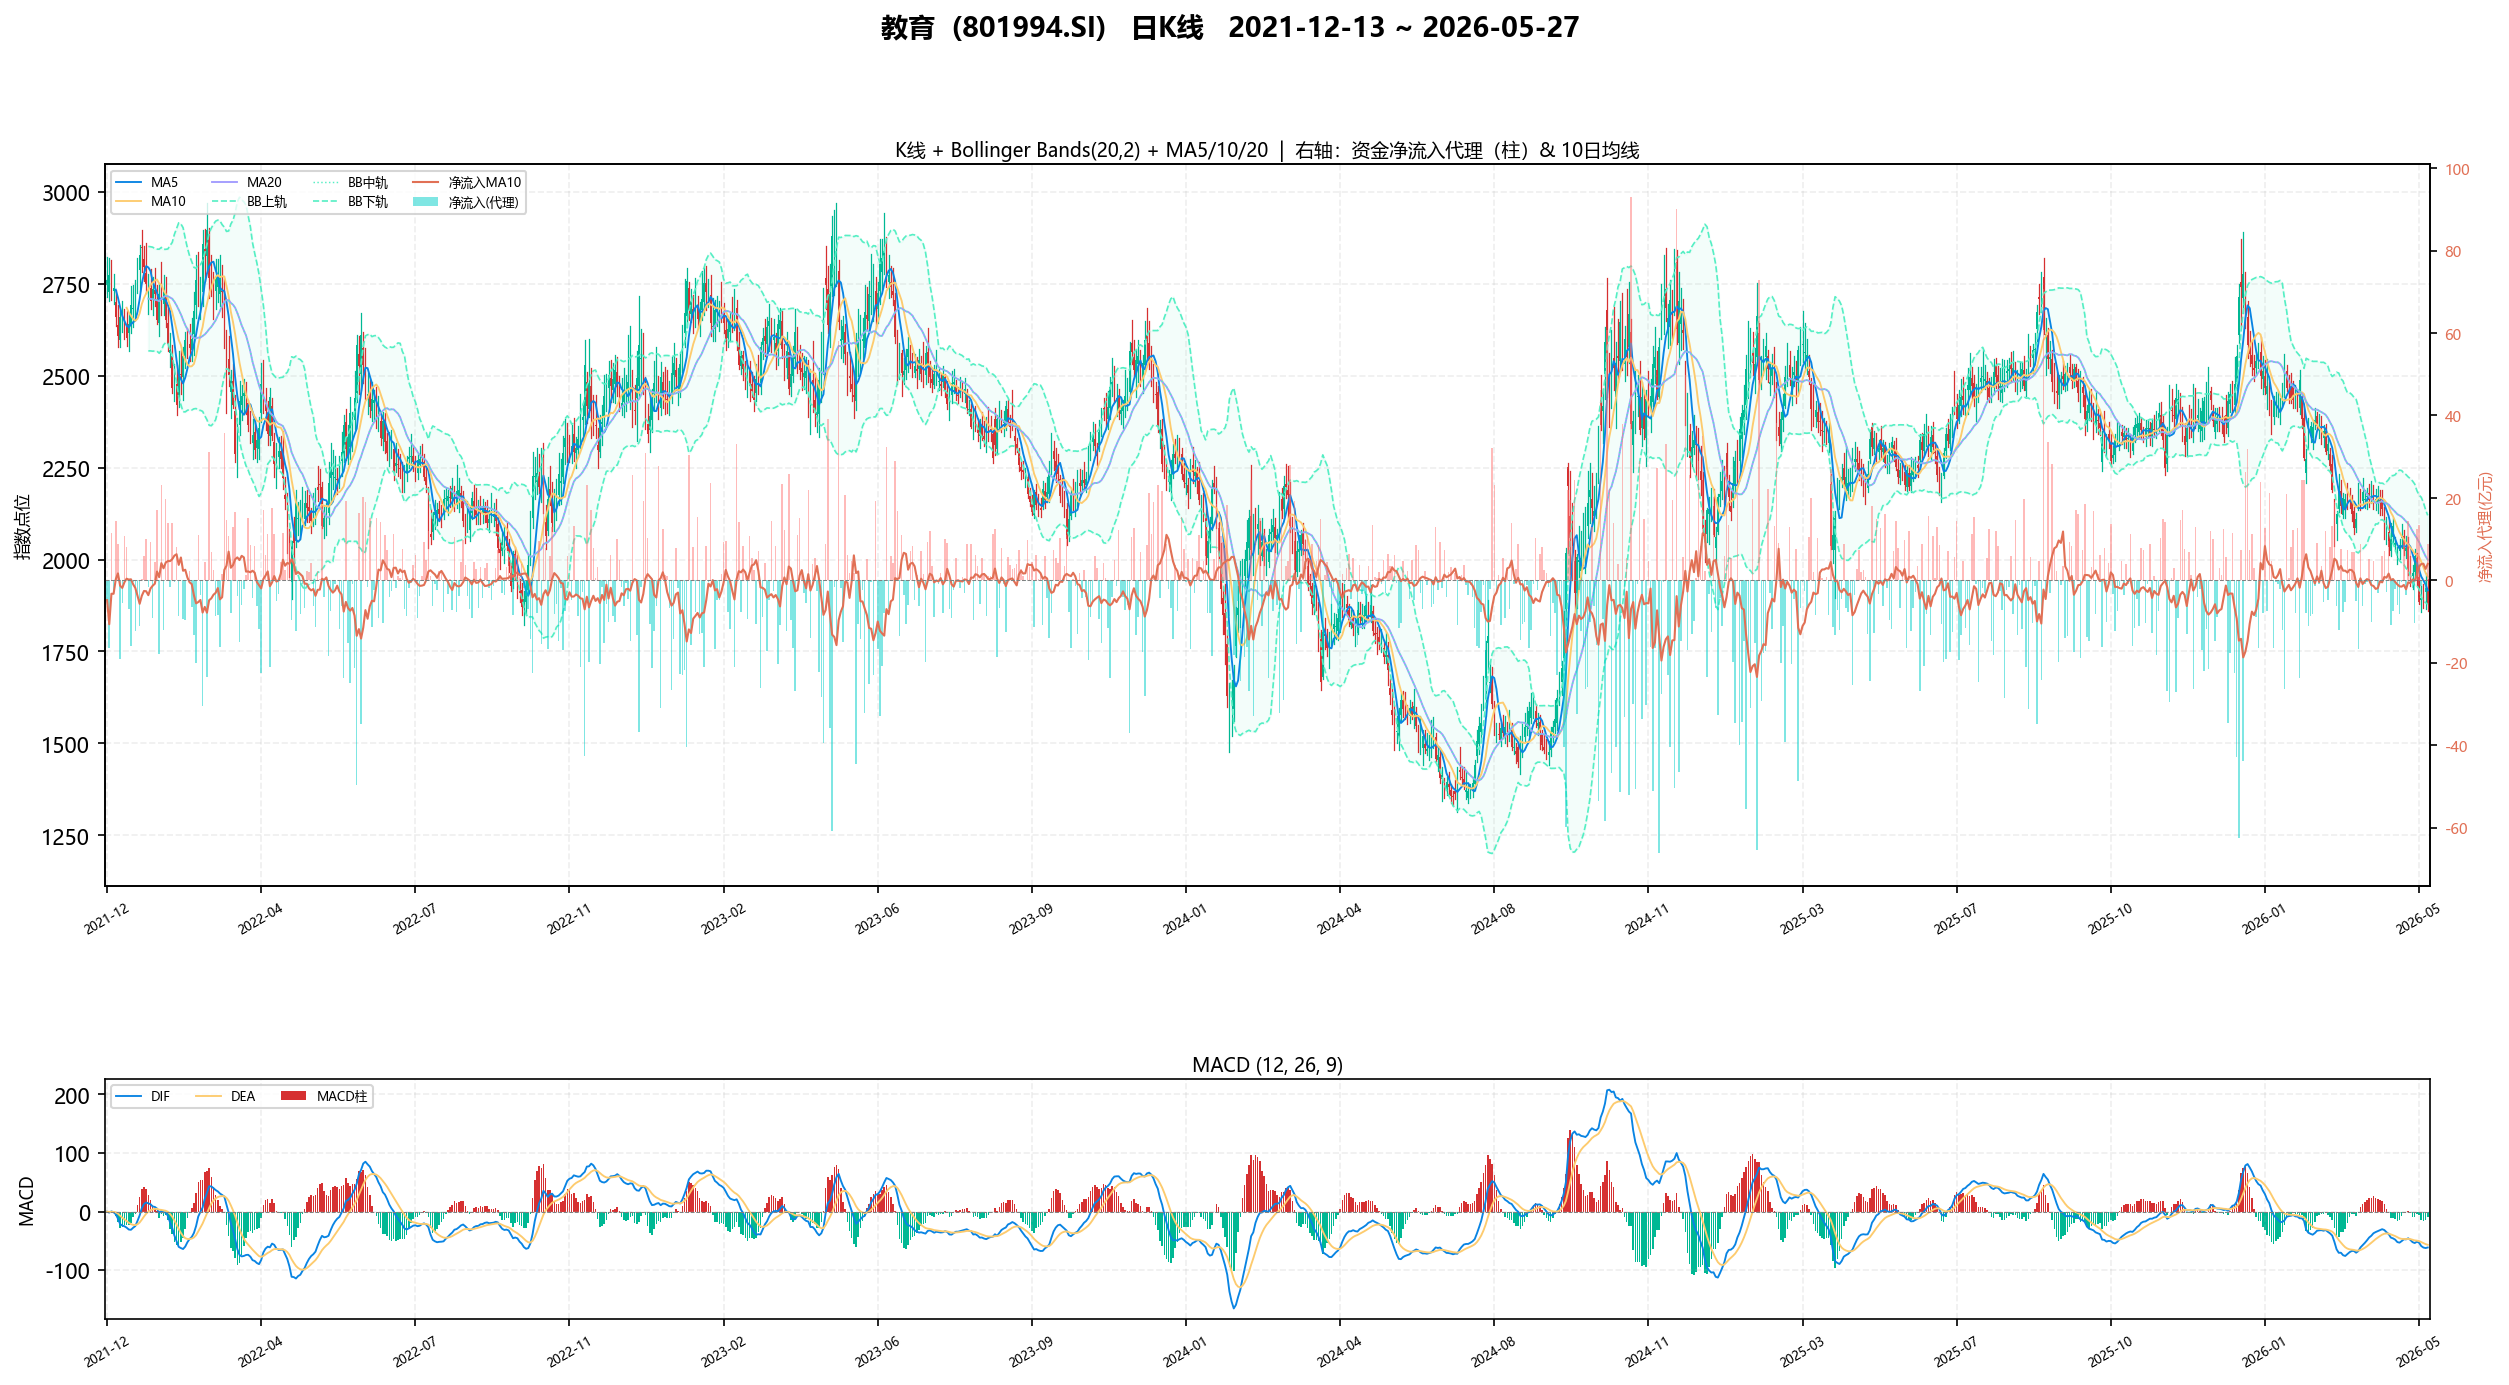 教育 (801994.SI) 日K线 2021-12-13 ~ 2026-05-27
K线 + Bollinger Bands(20,2) + MA5/10/20 | 右轴：资金净流入代理（柱）& 10日均线
MA5 MA20 BB中轨 净流入MA10
MA10 BB上轨 BB下轨 净流入(代理)
指数点位
3000
2750
2500
2250
2000
1750
1500
1250
100
80
60
40
20
0
-20
-40
-60
净流入代理(亿元)
2021-12 2022-04 2022-07 2022-11 2023-02 2023-06 2023-09 2024-01 2024-04 2024-08 2024-11 2025-03 2025-07 2025-10 2026-01 2026-05
MACD (12, 26, 9)
DIF DEA MACD柱
MACD
200
100
0
-100
2021-12 2022-04 2022-07 2022-11 2023-02 2023-06 2023-09 2024-01 2024-04 2024-08 2024-11 2025-03 2025-07 2025-10 2026-01 2026-05